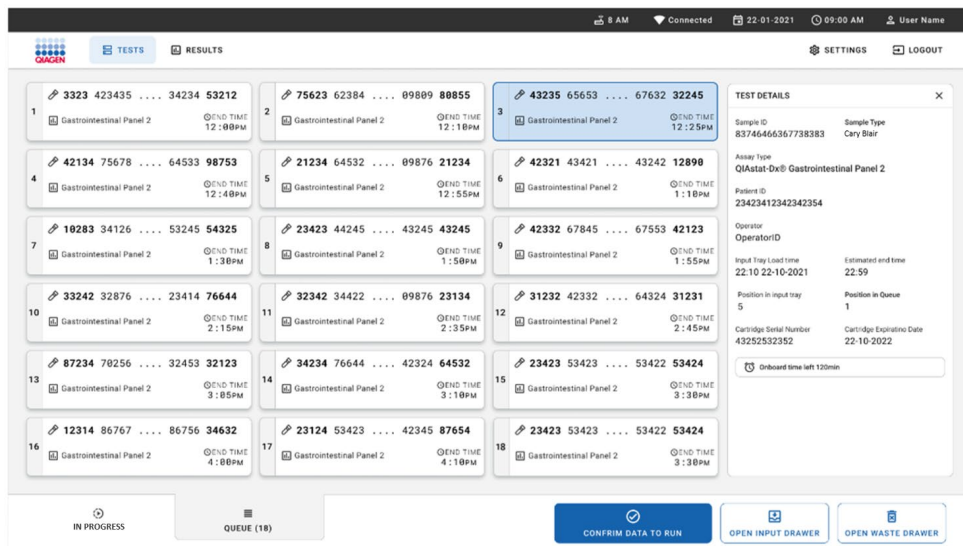 8 AM Connected 22-01-2021 09:00 AM User Name
QIAGEN TESTS RESULTS SETTINGS LOGOUT
1 3323 423435 .... 34234 53212
Gastrointestinal Panel 2 END TIME 12:00PM
2 75623 62384 .... 09809 80855
Gastrointestinal Panel 2 END TIME 12:10PM
3 43235 65653 .... 67632 32245
Gastrointestinal Panel 2 END TIME 12:25PM
4 42134 75678 .... 64533 98753
Gastrointestinal Panel 2 END TIME 12:40PM
5 21234 64532 .... 09876 21234
Gastrointestinal Panel 2 END TIME 12:55PM
6 42321 43421 .... 43242 12890
Gastrointestinal Panel 2 END TIME 1:10PM
7 10283 34126 .... 53245 54325
Gastrointestinal Panel 2 END TIME 1:30PM
8 23423 44245 .... 43245 43245
Gastrointestinal Panel 2 END TIME 1:50PM
9 42332 67845 .... 67553 42123
Gastrointestinal Panel 2 END TIME 1:55PM
10 33242 32876 .... 23414 76644
Gastrointestinal Panel 2 END TIME 2:15PM
11 32342 34422 .... 09876 23134
Gastrointestinal Panel 2 END TIME 2:35PM
12 31232 42332 .... 64324 31231
Gastrointestinal Panel 2 END TIME 2:45PM
13 87234 70256 .... 32453 32123
Gastrointestinal Panel 2 END TIME 3:05PM
14 34234 76644 .... 42324 64532
Gastrointestinal Panel 2 END TIME 3:10PM
15 23423 53423 .... 53422 53424
Gastrointestinal Panel 2 END TIME 3:30PM
16 12314 86767 .... 86756 34632
Gastrointestinal Panel 2 END TIME 4:00PM
17 23124 53423 .... 42345 87654
Gastrointestinal Panel 2 END TIME 4:10PM
18 23423 53423 .... 53422 53424
Gastrointestinal Panel 2 END TIME 3:30PM
TEST DETAILS
Sample ID Sample Type
83746466367738383 Cary Blair
Assay Type
QIAstat-Dx® Gastrointestinal Panel 2
Patient ID
23423412342342354
Operator
OperatorID
Input Tray Load time Estimated end time
22:10 22-10-2021 22:59
Position in input tray Position in Queue
5 1
Cartridge Serial Number Cartridge Expiratino Date
43252532352 22-10-2022
Onboard time left 120min
IN PROGRESS QUEUE (18) CONFRIM DATA TO RUN OPEN INPUT DRAWER OPEN WASTE DRAWER